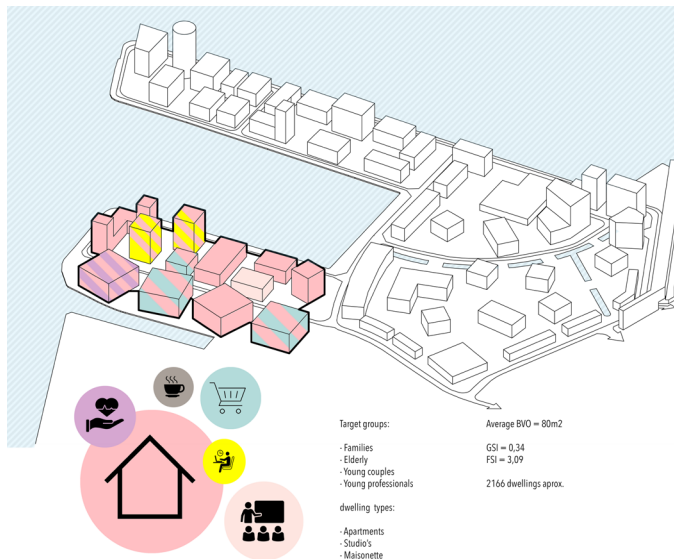 Target groups:
- Families
- Elderly
- Young couples
- Young professionals
dwelling types:
- Apartments
- Studio's
- Maisonette
Average BVO = 80m2
GSI = 0,34
FSI = 3,09
2166 dwellings aprox.